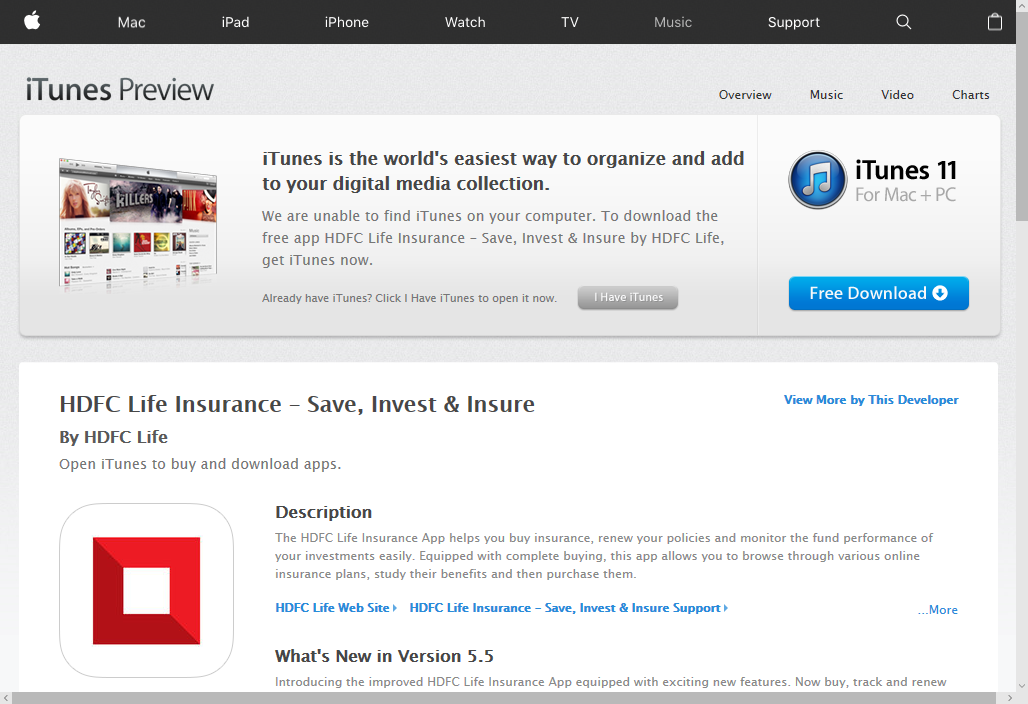 Mac iPad iPhone Watch TV Music Support
iTunes Preview
Overview Music Video Charts
iTunes is the world's easiest way to organize and add
to your digital media collection.
We are unable to find iTunes on your computer. To download the
free app HDFC Life Insurance – Save, Invest & Insure by HDFC Life,
get iTunes now.
Already have iTunes? Click I Have iTunes to open it now.
I Have iTunes
iTunes 11
For Mac + PC
Free Download
HDFC Life Insurance – Save, Invest & Insure
View More by This Developer
By HDFC Life
Open iTunes to buy and download apps.
Description
The HDFC Life Insurance App helps you buy insurance, renew your policies and monitor the fund performance of
your investments easily. Equipped with complete buying, this app allows you to browse through various online
insurance plans, study their benefits and then purchase them.
HDFC Life Web Site HDFC Life Insurance – Save, Invest & Insure Support
...More
What's New in Version 5.5
Introducing the improved HDFC Life Insurance App equipped with exciting new features. Now buy, track and renew
KILLERS